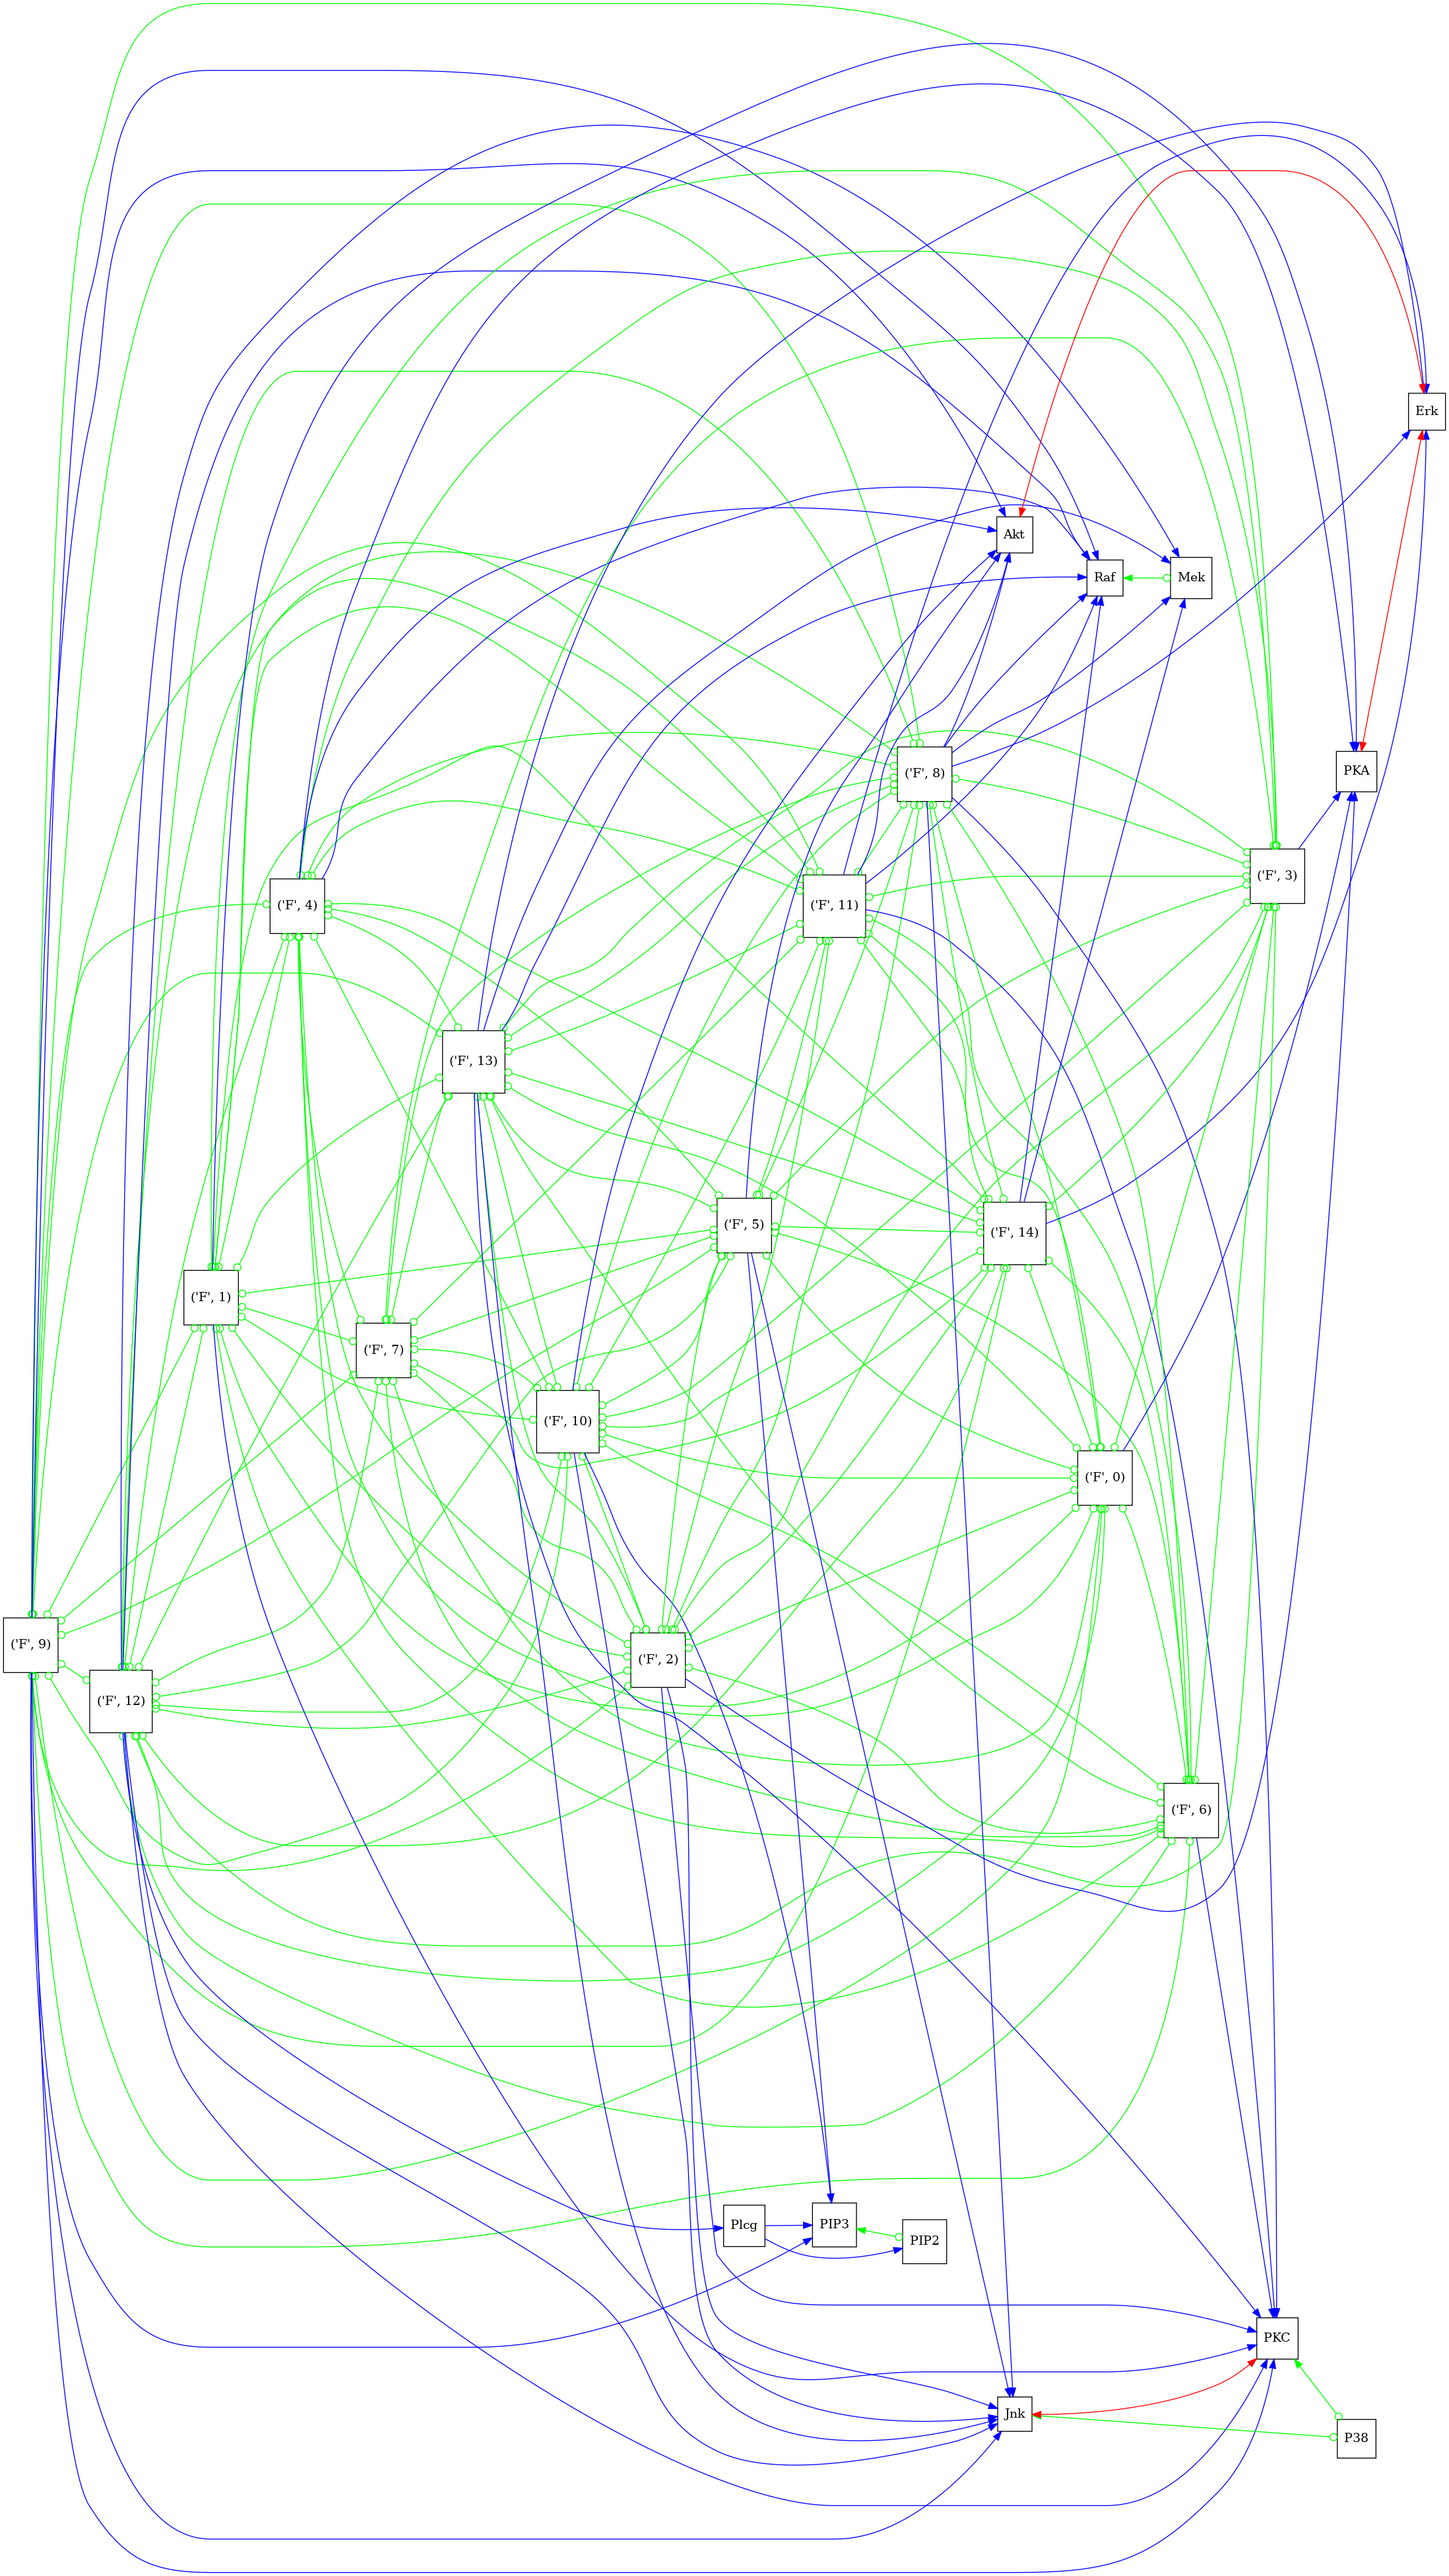 Erk
Akt
Raf
Mek
PKA
('F', 8)
('F', 3)
('F', 4)
('F', 11)
('F', 13)
('F', 5)
('F', 14)
('F', 1)
('F', 7)
('F', 10)
('F', 0)
('F', 9)
('F', 2)
('F', 12)
('F', 6)
Plcg
PIP3
PIP2
PKC
Jnk
P38